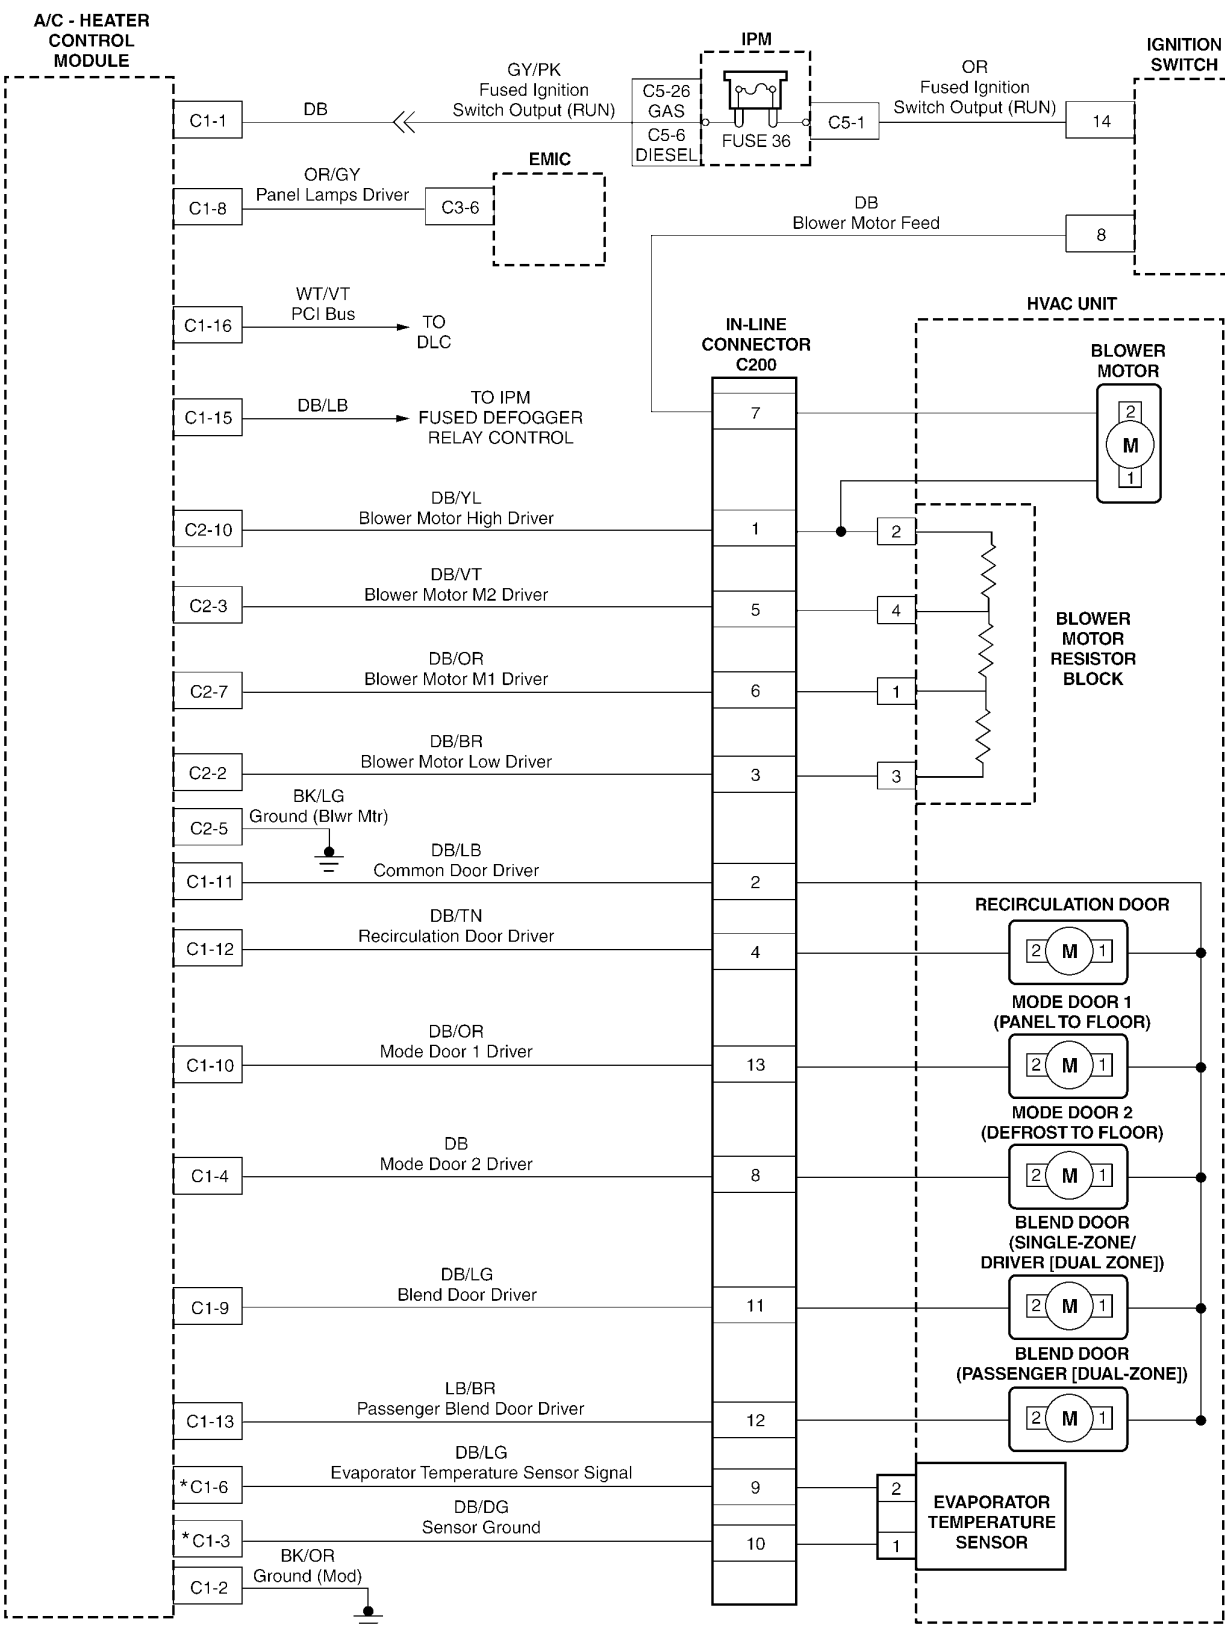 A/C - HEATER
CONTROL
MODULE
IPM
IGNITION
SWITCH
C1-1
DB
GY/PK
Fused Ignition
Switch Output (RUN)
C5-26
GAS
C5-6
DIESEL
FUSE 36
C5-1
OR
Fused Ignition
Switch Output (RUN)
14
C1-8
OR/GY
Panel Lamps Driver
C3-6
EMIC
DB
Blower Motor Feed
8
C1-16
WT/VT
PCI Bus
TO
DLC
IN-LINE
CONNECTOR
C200
HVAC UNIT
BLOWER
MOTOR
C1-15
DB/LB
TO IPM
FUSED DEFOGGER
RELAY CONTROL
7
2
M
1
C2-10
DB/YL
Blower Motor High Driver
1
2
C2-3
DB/VT
Blower Motor M2 Driver
5
4
BLOWER
MOTOR
RESISTOR
BLOCK
C2-7
DB/OR
Blower Motor M1 Driver
6
1
C2-2
DB/BR
Blower Motor Low Driver
3
3
C2-5
BK/LG
Ground (Blwr Mtr)
C1-11
DB/LB
Common Door Driver
2
C1-12
DB/TN
Recirculation Door Driver
4
RECIRCULATION DOOR
2 M 1
C1-10
DB/OR
Mode Door 1 Driver
13
MODE DOOR 1
(PANEL TO FLOOR)
2 M 1
C1-4
DB
Mode Door 2 Driver
8
MODE DOOR 2
(DEFROST TO FLOOR)
2 M 1
C1-9
DB/LG
Blend Door Driver
11
BLEND DOOR
(SINGLE-ZONE/
DRIVER [DUAL ZONE])
2 M 1
C1-13
LB/BR
Passenger Blend Door Driver
12
BLEND DOOR
(PASSENGER [DUAL-ZONE])
2 M 1
*C1-6
DB/LG
Evaporator Temperature Sensor Signal
9
2
EVAPORATOR
TEMPERATURE
SENSOR
*C1-3
DB/DG
Sensor Ground
10
1
C1-2
BK/OR
Ground (Mod)